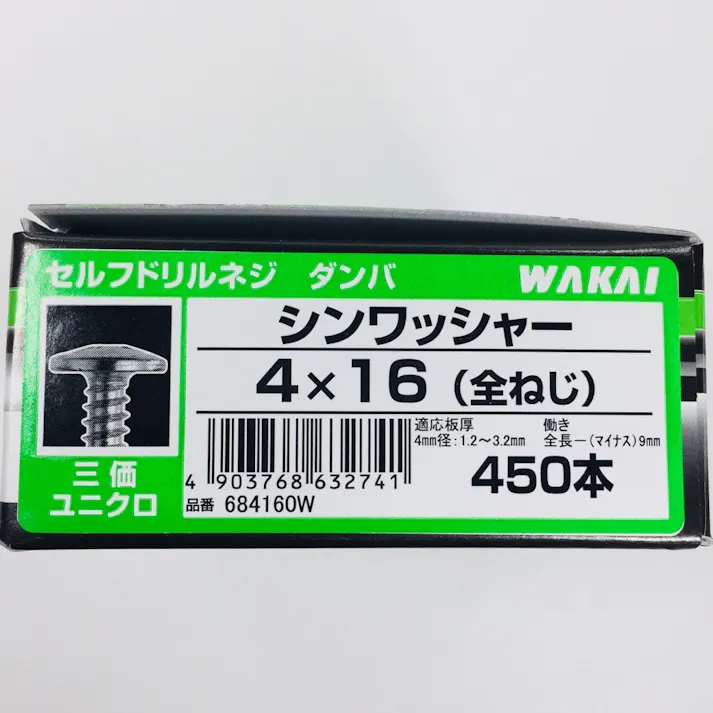 セルフドリルネジ ダンバ WAKAI
シンワッシャー
4×16（全ねじ）
三価
ユニクロ
4 903768 632741
品番 684160W
適応板厚
4mm径：1.2～3.2mm
働き
全長－（マイナス）9mm
450本